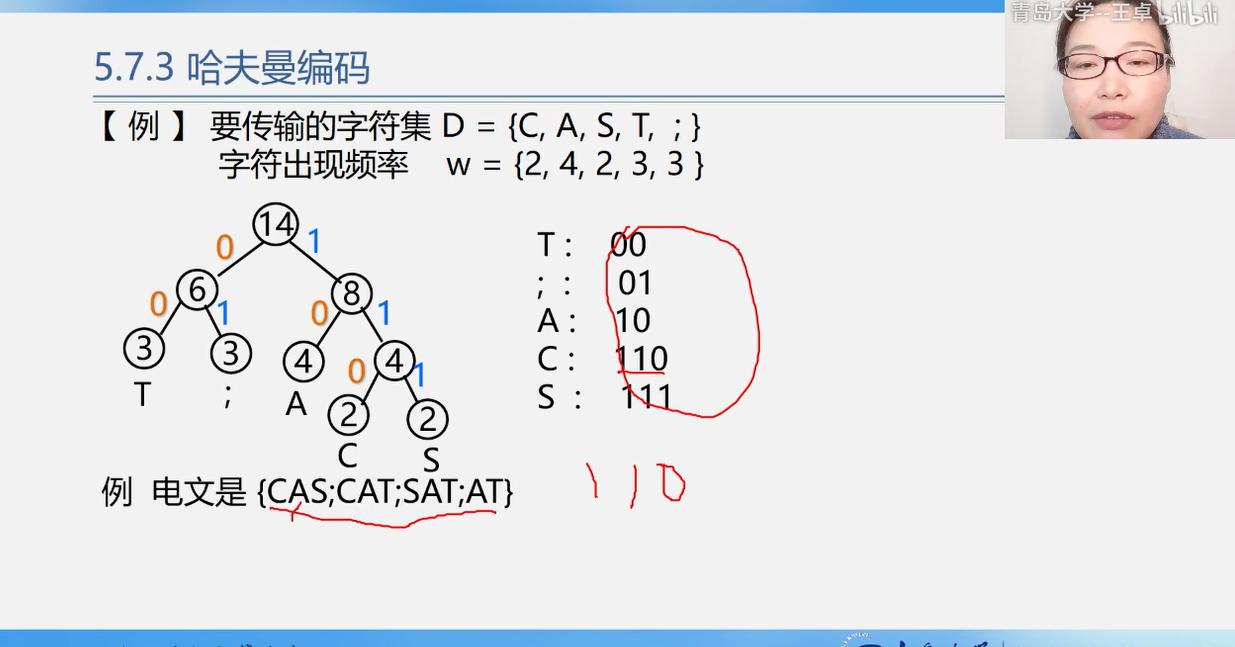 青岛大学--王卓 bilibili
5.7.3 哈夫曼编码
【 例 】 要传输的字符集 D = {C, A, S, T, ; }
字符出现频率 w = {2, 4, 2, 3, 3 }
14
0 1
6 8
0 1 0 1
3 3 4 4
T ; A 0 1
2 2
C S
T : 00
; : 01
A : 10
C : 110
S : 111
例 电文是 {CAS;CAT;SAT;AT}
110